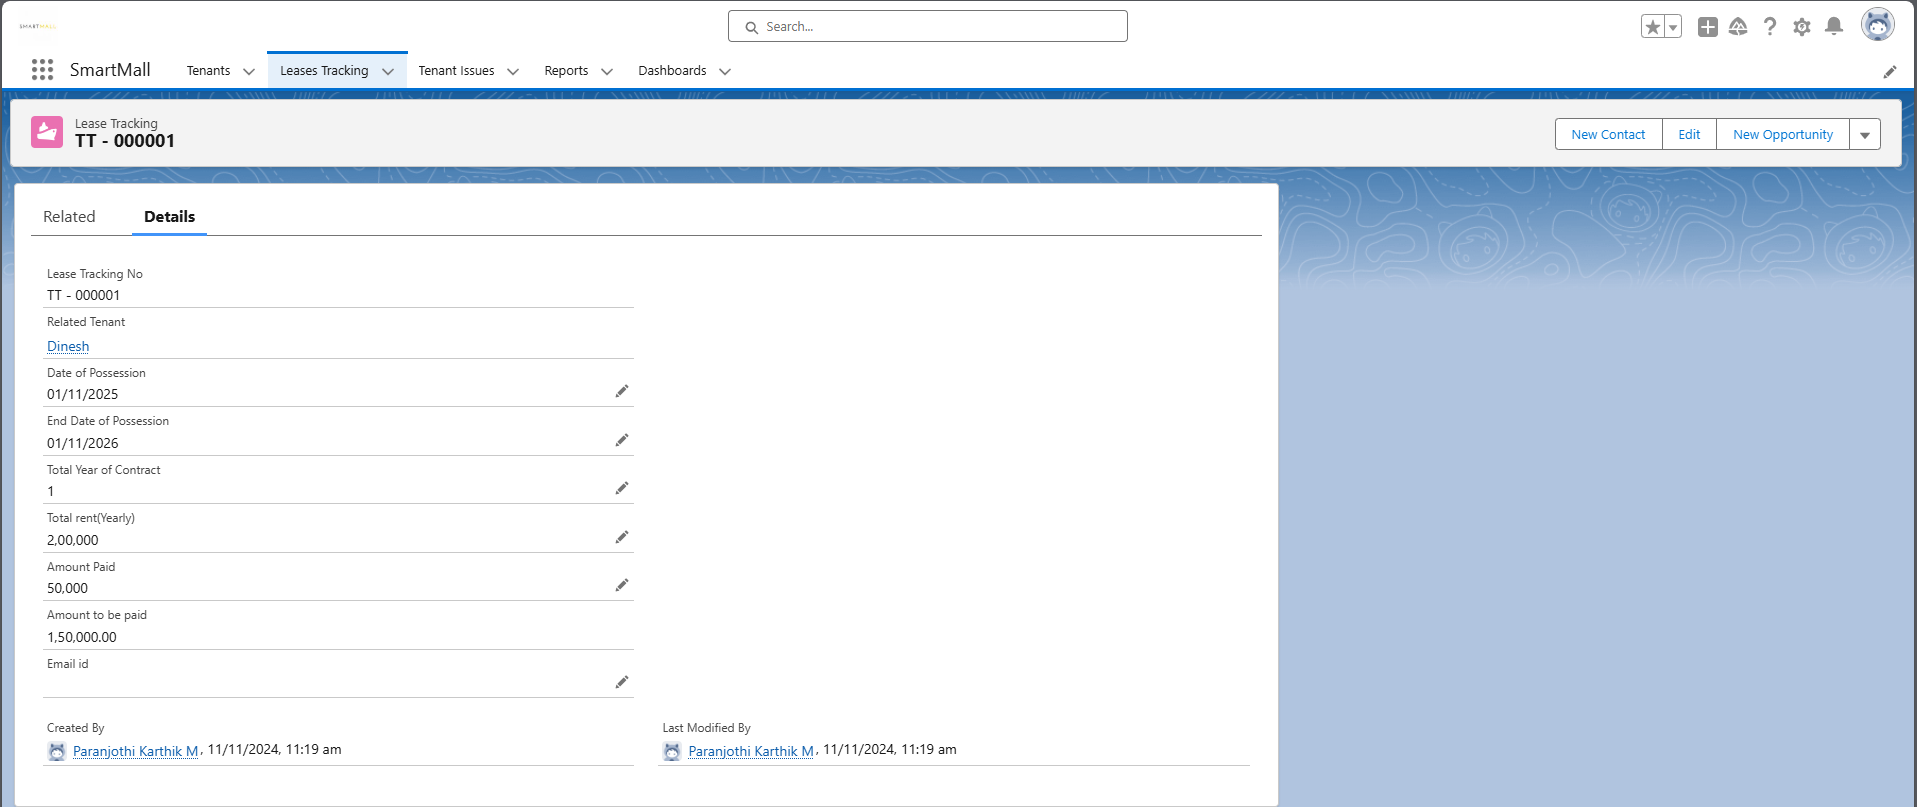 SMARTMALL
Search...
SmartMall
Tenants
Leases Tracking
Tenant Issues
Reports
Dashboards
Lease Tracking
TT - 000001
New Contact
Edit
New Opportunity
Related
Details
Lease Tracking No
TT - 000001
Related Tenant
Dinesh
Date of Possession
01/11/2025
End Date of Possession
01/11/2026
Total Year of Contract
1
Total rent(Yearly)
2,00,000
Amount Paid
50,000
Amount to be paid
1,50,000.00
Email id
Created By
Paranjothi Karthik M, 11/11/2024, 11:19 am
Last Modified By
Paranjothi Karthik M, 11/11/2024, 11:19 am